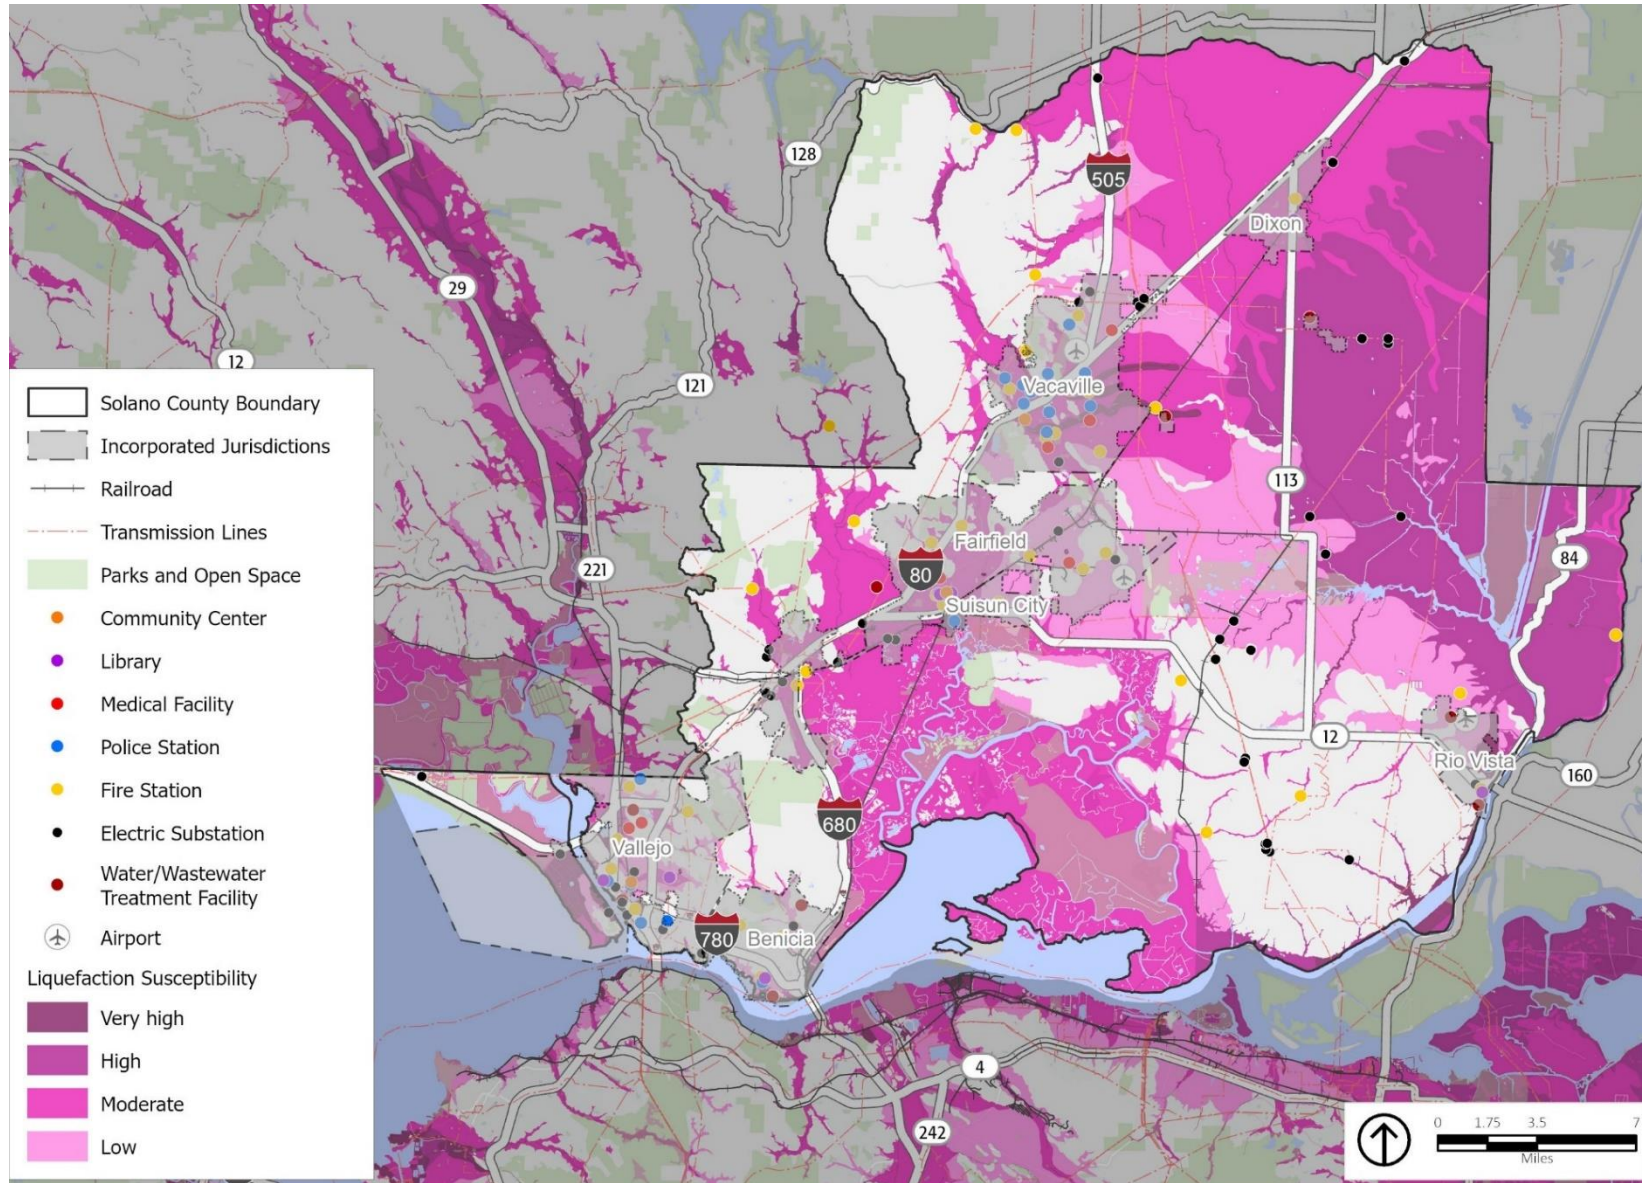 128
505
Dixon
29
12
121
Vacaville
113
Fairfield
80
84
221
Suisun City
12
Rio Vista
160
680
Vallejo
780
Benicia
4
242
Solano County Boundary
Incorporated Jurisdictions
Railroad
Transmission Lines
Parks and Open Space
Community Center
Library
Medical Facility
Police Station
Fire Station
Electric Substation
Water/Wastewater
Treatment Facility
Airport
Liquefaction Susceptibility
Very high
High
Moderate
Low
0 1.75 3.5 7
Miles